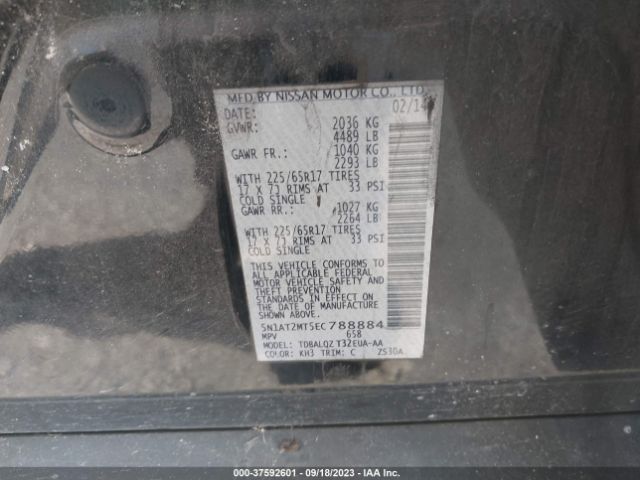 MFD BY NISSAN MOTOR CO., LTD.
DATE: 02/14
GVWR: 2036 KG
4489 LB
GAWR FR.: 1040 KG
2293 LB
WITH 225/65R17 TIRES
17 X 7J RIMS AT 33 PSI
COLD SINGLE
GAWR RR.: 1027 KG
2264 LB
WITH 225/65R17 TIRES
17 X 7J RIMS AT 33 PSI
COLD SINGLE
THIS VEHICLE CONFORMS TO
ALL APPLICABLE FEDERAL
MOTOR VEHICLE SAFETY AND
THEFT PREVENTION
STANDARDS IN EFFECT ON
THE DATE OF MANUFACTURE
SHOWN ABOVE.
5N1AT2MT5EC788884
MPV 658
MODEL: TDBALQZ T32EUA-AA
COLOR: KH3 TRIM: C ZS30A
000-37592601 - 09/18/2023 - IAA Inc.